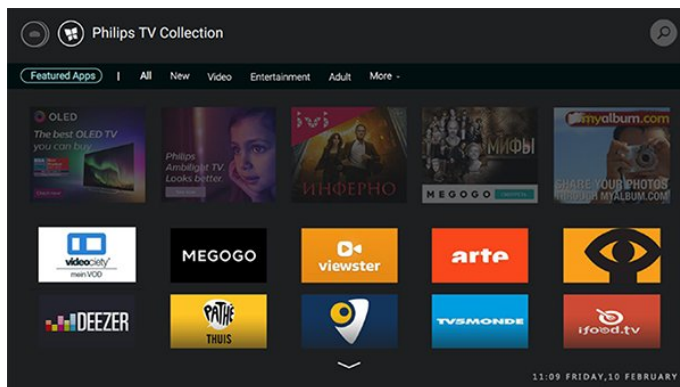 Philips TV Collection
Featured Apps | All New Video Entertainment Adult More
OLED
The best OLED TV
you can buy
Philips
Ambilight TV.
Looks better.
ИНФЕРНО
МИФЫ
MEGOGO
myalbum.com
SHARE YOUR PHOTOS
THROUGH MYALBUM.COM
videociety
mein VOD
MEGOGO
viewster
arte
DEEZER
PATHÉ
THUIS
TV5MONDE
ifood.tv
11:09 FRIDAY,10 FEBRUARY